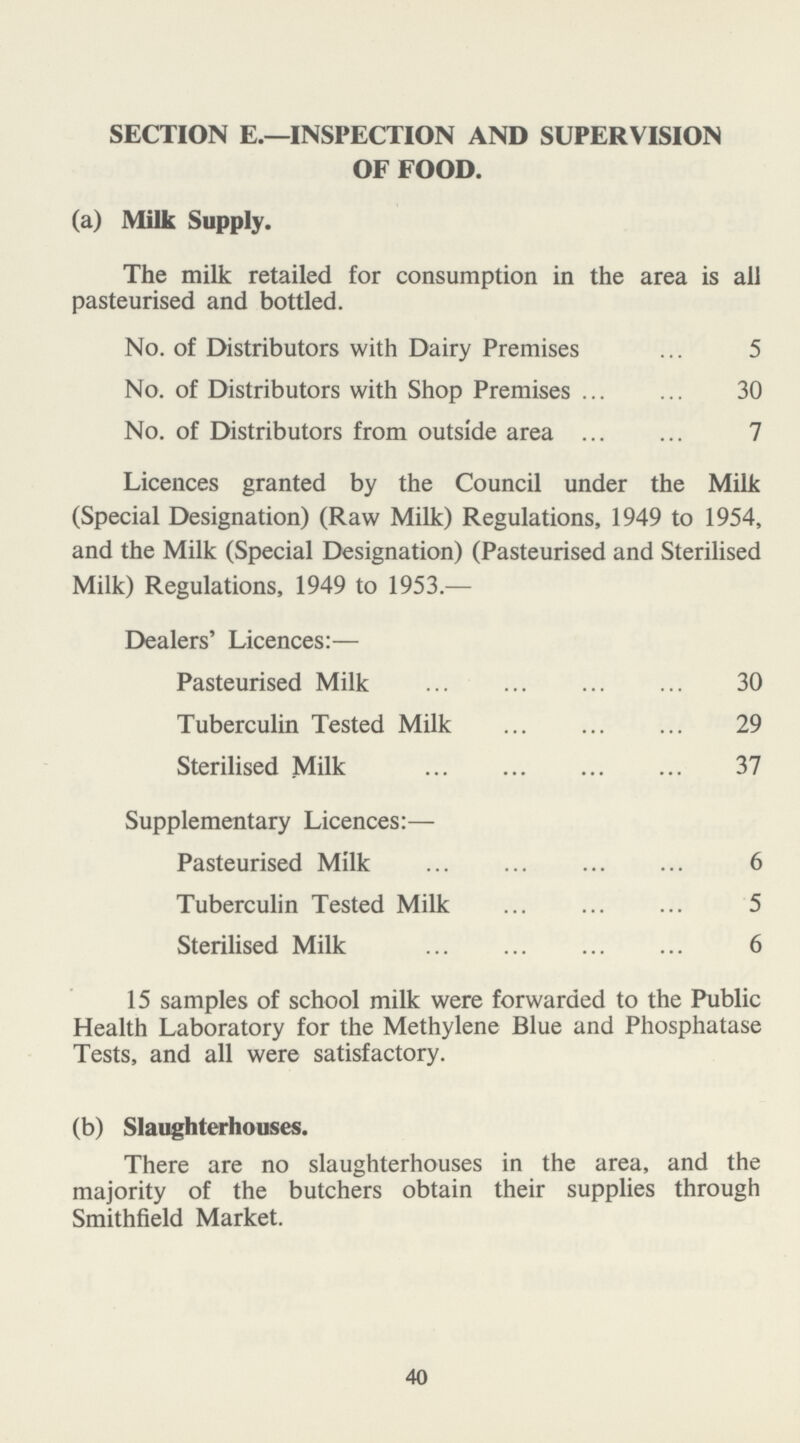 SECTION E.—INSPECTION AND SUPERVISION
OF FOOD.
(a) Milk Supply.
The milk retailed for consumption in the area is all
pasteurised and bottled.
No. of Distributors with Dairy Premises ... 5
No. of Distributors with Shop Premises ... ... 30
No. of Distributors from outside area ... ... 7
Licences granted by the Council under the Milk
(Special Designation) (Raw Milk) Regulations, 1949 to 1954,
and the Milk (Special Designation) (Pasteurised and Sterilised
Milk) Regulations, 1949 to 1953.—
Dealers' Licences:—
Pasteurised Milk ... ... ... ... 30
Tuberculin Tested Milk ... ... ... 29
Sterilised Milk ... ... ... ... 37
Supplementary Licences:—
Pasteurised Milk ... ... ... ... 6
Tuberculin Tested Milk ... ... ... 5
Sterilised Milk ... ... ... ... 6
15 samples of school milk were forwarded to the Public
Health Laboratory for the Methylene Blue and Phosphatase
Tests, and all were satisfactory.
(b) Slaughterhouses.
There are no slaughterhouses in the area, and the
majority of the butchers obtain their supplies through
Smithfield Market.
40